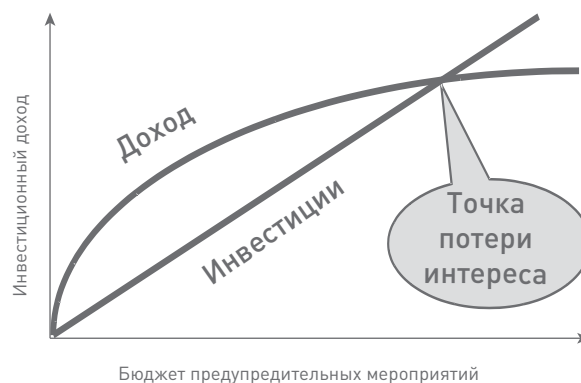 Инвестиционный доход
Доход
Инвестиции
Точка
потери
интереса
Бюджет предупредительных мероприятий